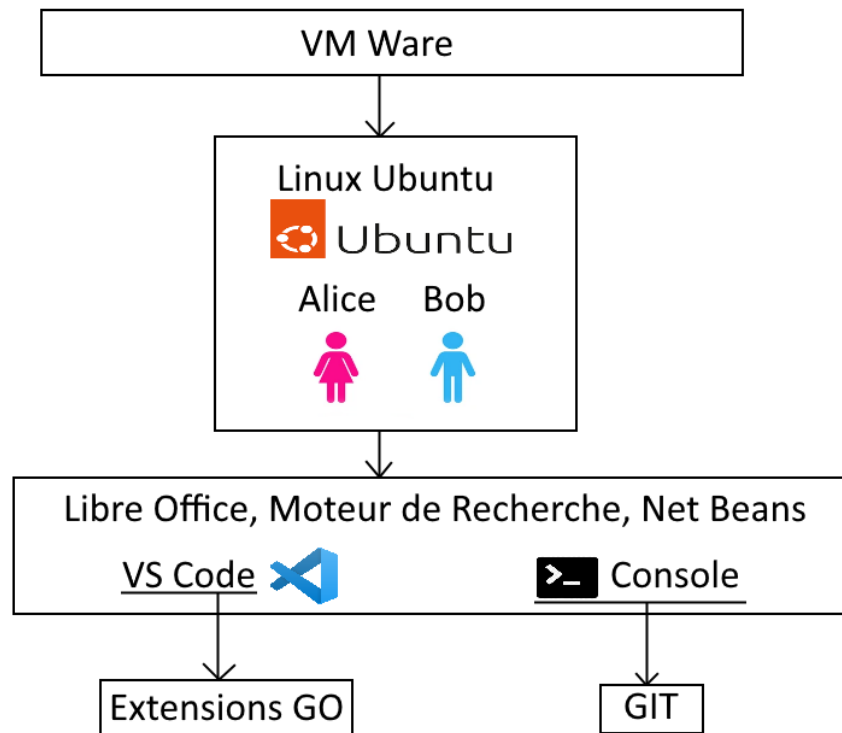 VM Ware
Linux Ubuntu
Ubuntu
Alice Bob
Libre Office, Moteur de Recherche, Net Beans
VS Code >_ Console
Extensions GO GIT